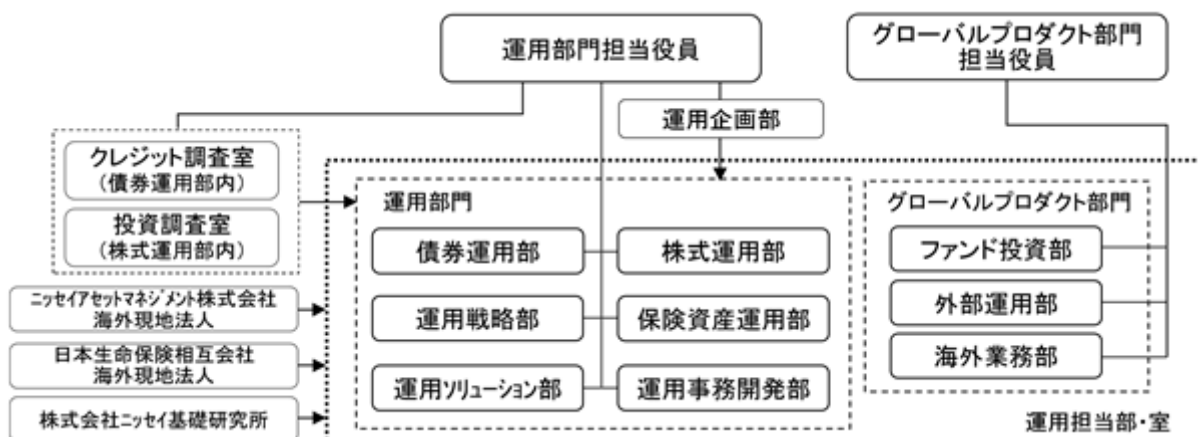 運用部門担当役員
グローバルプロダクト部門
担当役員
運用企画部
クレジット調査室
(債券運用部内)
投資調査室
(株式運用部内)
運用部門
債券運用部
株式運用部
運用戦略部
保険資産運用部
運用ソリューション部
運用事務開発部
グローバルプロダクト部門
ファンド投資部
外部運用部
海外業務部
ニッセイアセットマネジメント株式会社
海外現地法人
日本生命保険相互会社
海外現地法人
株式会社ニッセイ基礎研究所
運用担当部・室